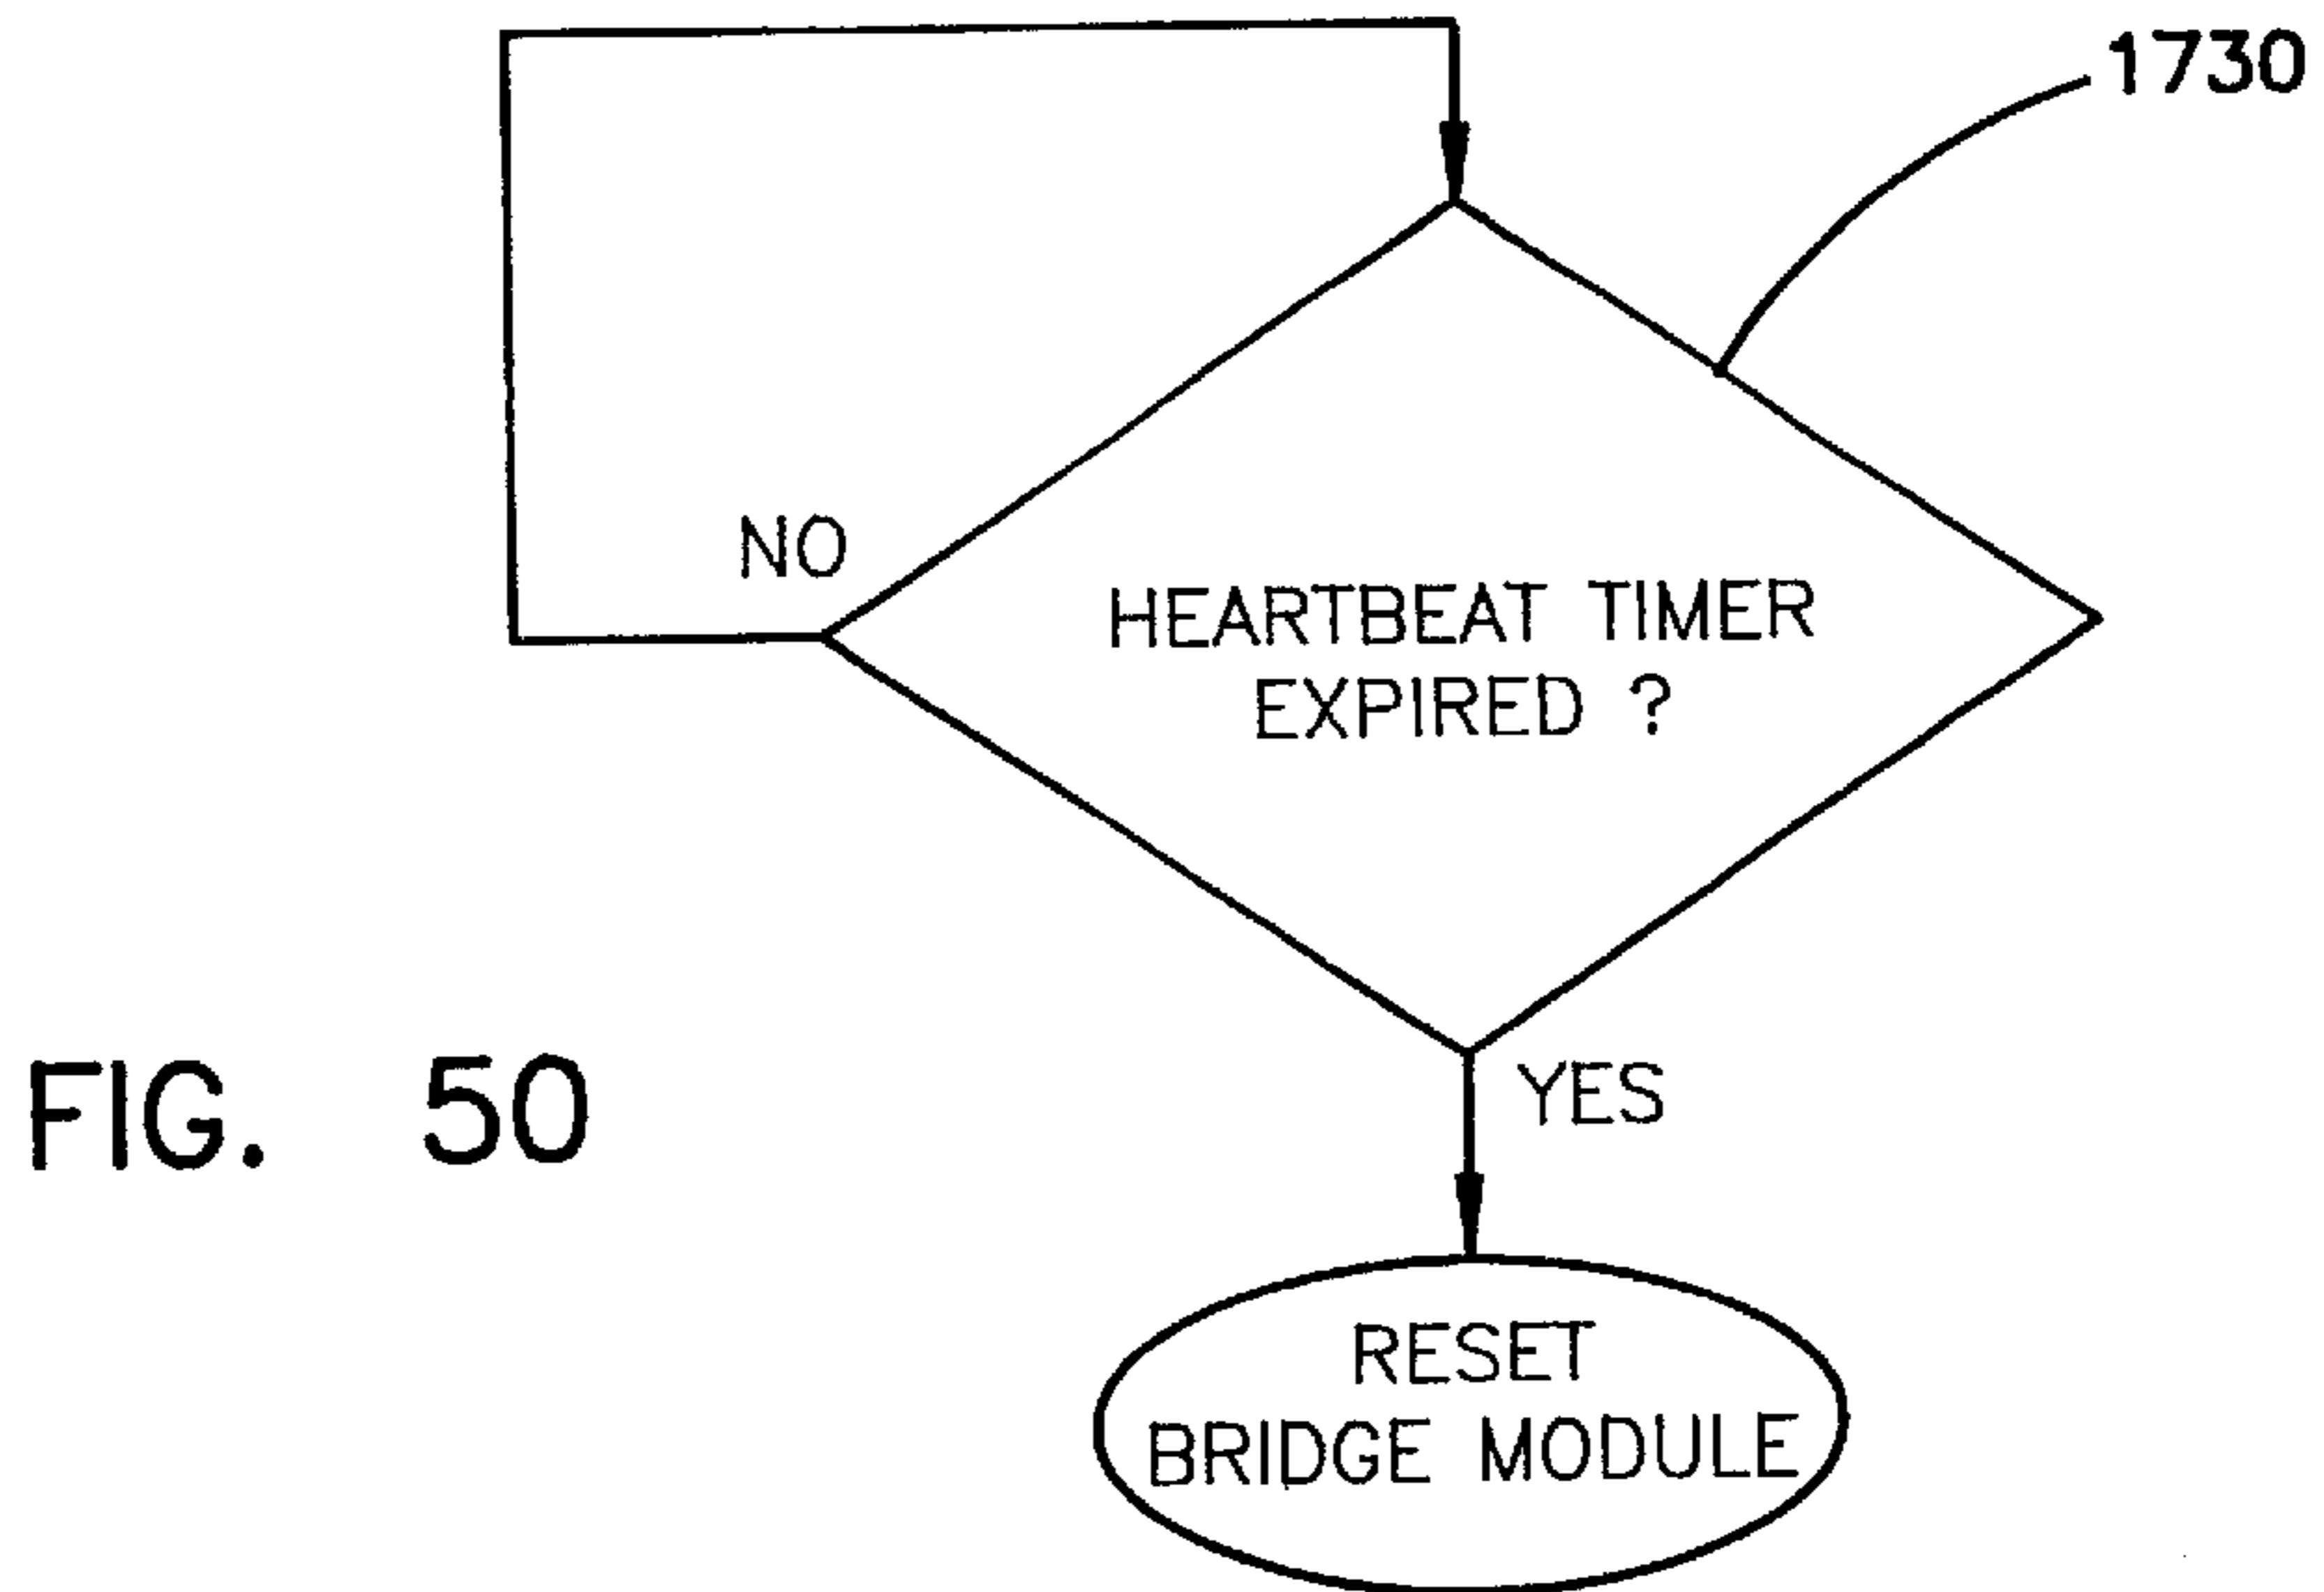 1730
NO
HEARTBEAT TIMER
EXPIRED ?
YES
FIG. 50
RESET
BRIDGE MODULE